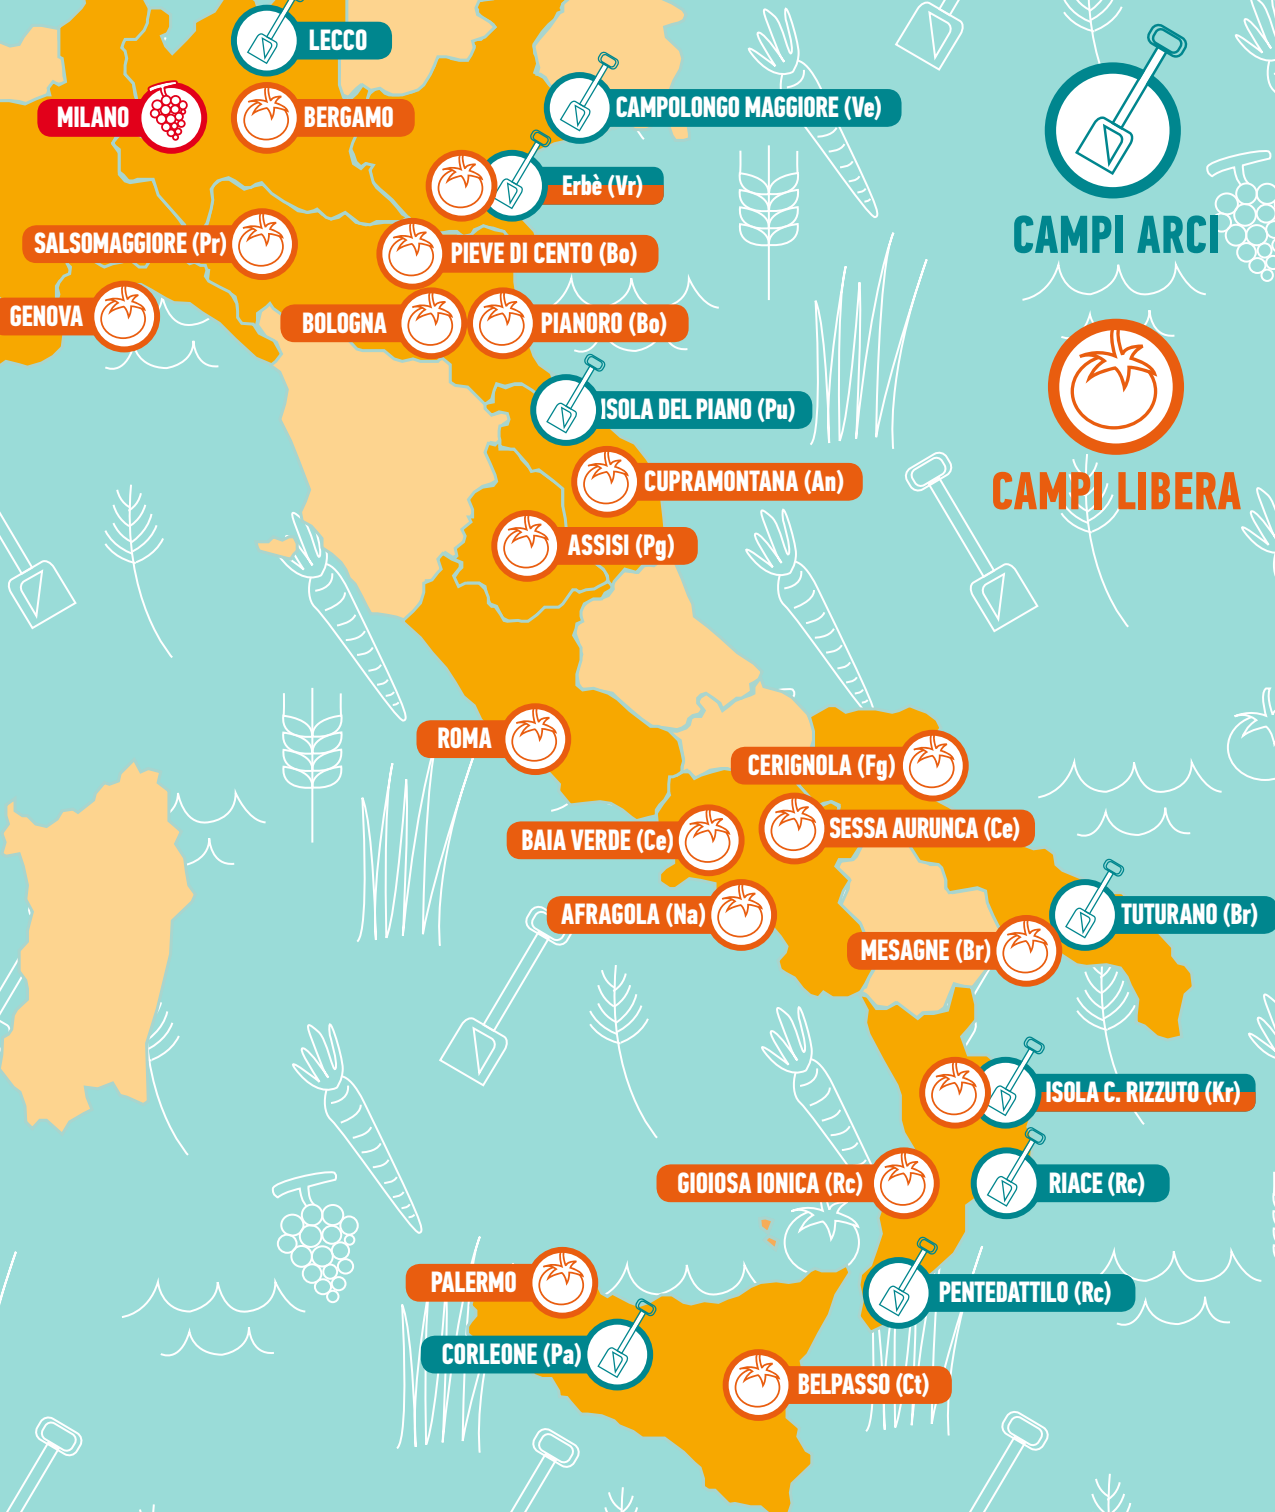 LECCO
MILANO
BERGAMO
CAMPOLONGO MAGGIORE (Ve)
Erbè (Vr)
CAMPI ARCI
SALSOMAGGIORE (Pr)
PIEVE DI CENTO (Bo)
GENOVA
BOLOGNA
PIANORO (Bo)
ISOLA DEL PIANO (Pu)
CUPRAMONTANA (An)
CAMPI LIBERA
ASSISI (Pg)
ROMA
CERIGNOLA (Fg)
SESSA AURUNCA (Ce)
BAIA VERDE (Ce)
AFRAGOLA (Na)
TUTURANO (Br)
MESAGNE (Br)
ISOLA C. RIZZUTO (Kr)
GIOIOSA IONICA (Rc)
RIACE (Rc)
PALERMO
PENTEDATTILO (Rc)
CORLEONE (Pa)
BELPASSO (Ct)